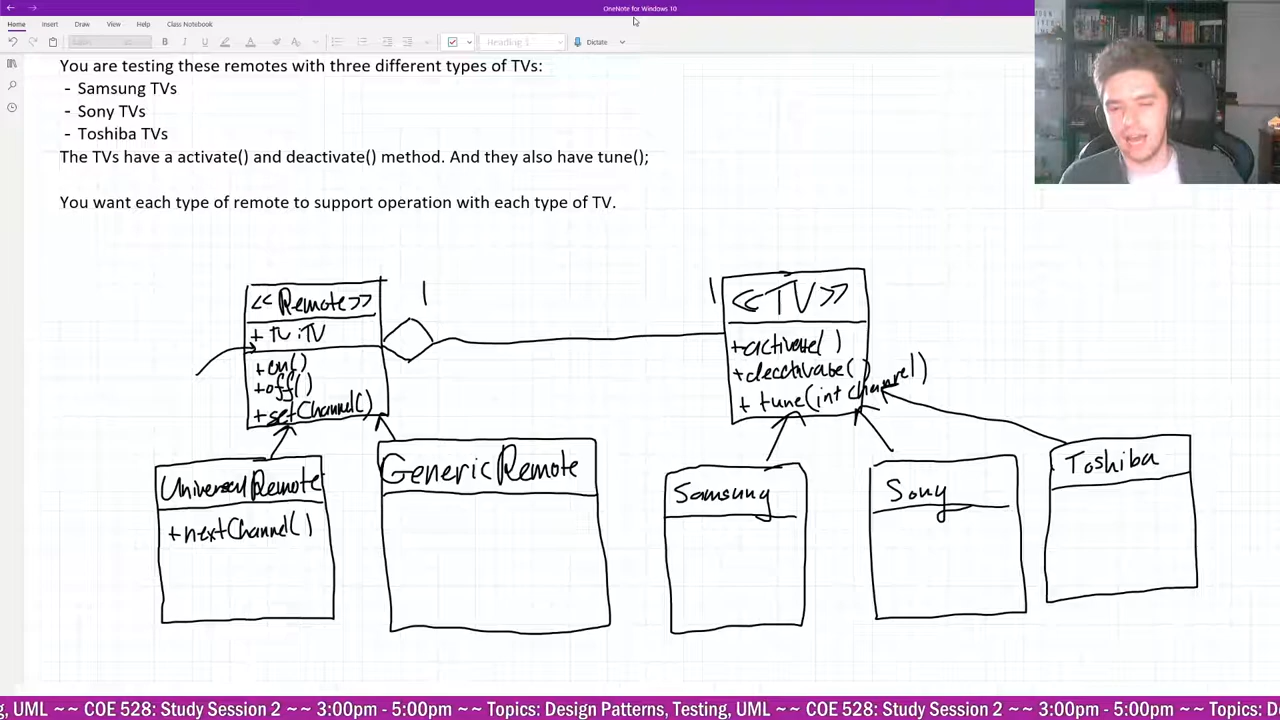 OneNote for Windows 10
Home Insert Draw View Help Class Notebook
B I U A Heading 1 Dictate
You are testing these remotes with three different types of TVs:
- Samsung TVs
- Sony TVs
- Toshiba TVs
The TVs have a activate() and deactivate() method. And they also have tune();
You want each type of remote to support operation with each type of TV.
<<Remote>>
+ TV : TV
+ on()
+ off()
+ setChannel()
1
1
<<TV>>
+activate()
+deactivate()
+ tune(int channel)
UniversalRemote
+nextChannel()
GenericRemote
Samsung
Sony
Toshiba
g, UML ~~ COE 528: Study Session 2 ~~ 3:00pm - 5:00pm ~~ Topics: Design Patterns, Testing, UML ~~ COE 528: Study Session 2 ~~ 3:00pm - 5:00pm ~~ Topics: De